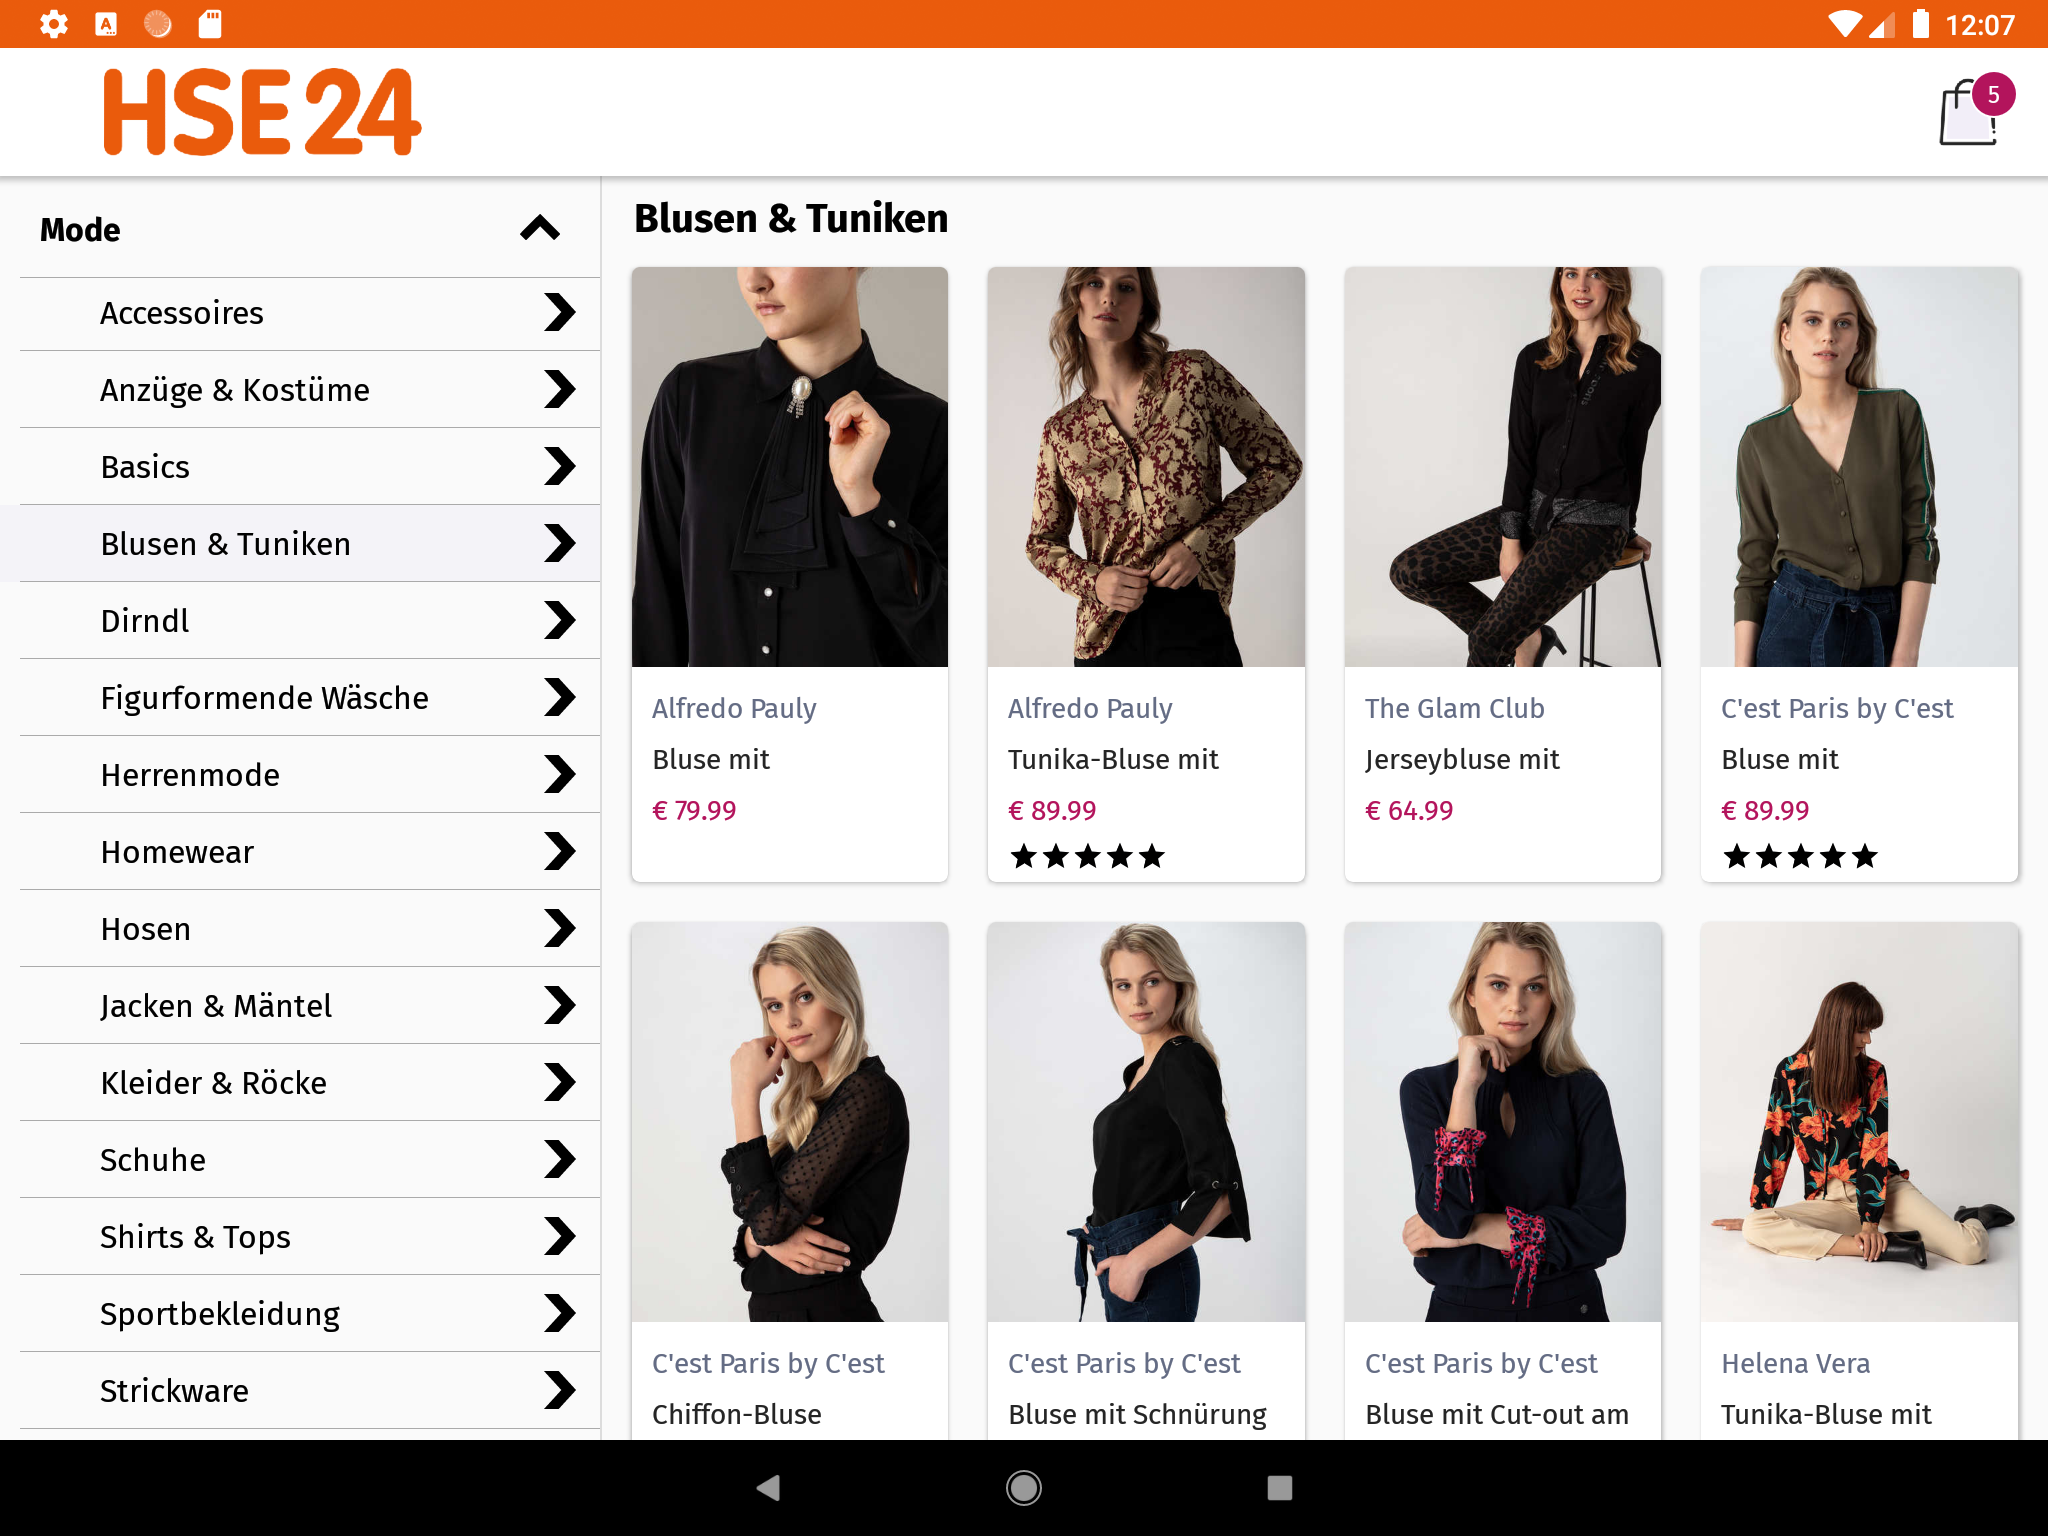 12:07
HSE24
5
Mode
Accessoires
Anzüge & Kostüme
Basics
Blusen & Tuniken
Dirndl
Figurformende Wäsche
Herrenmode
Homewear
Hosen
Jacken & Mäntel
Kleider & Röcke
Schuhe
Shirts & Tops
Sportbekleidung
Strickware
Blusen & Tuniken
Alfredo Pauly
Bluse mit
€ 79.99
Alfredo Pauly
Tunika-Bluse mit
€ 89.99
The Glam Club
Jerseybluse mit
€ 64.99
C'est Paris by C'est
Bluse mit
€ 89.99
C'est Paris by C'est
Chiffon-Bluse
C'est Paris by C'est
Bluse mit Schnürung
C'est Paris by C'est
Bluse mit Cut-out am
Helena Vera
Tunika-Bluse mit